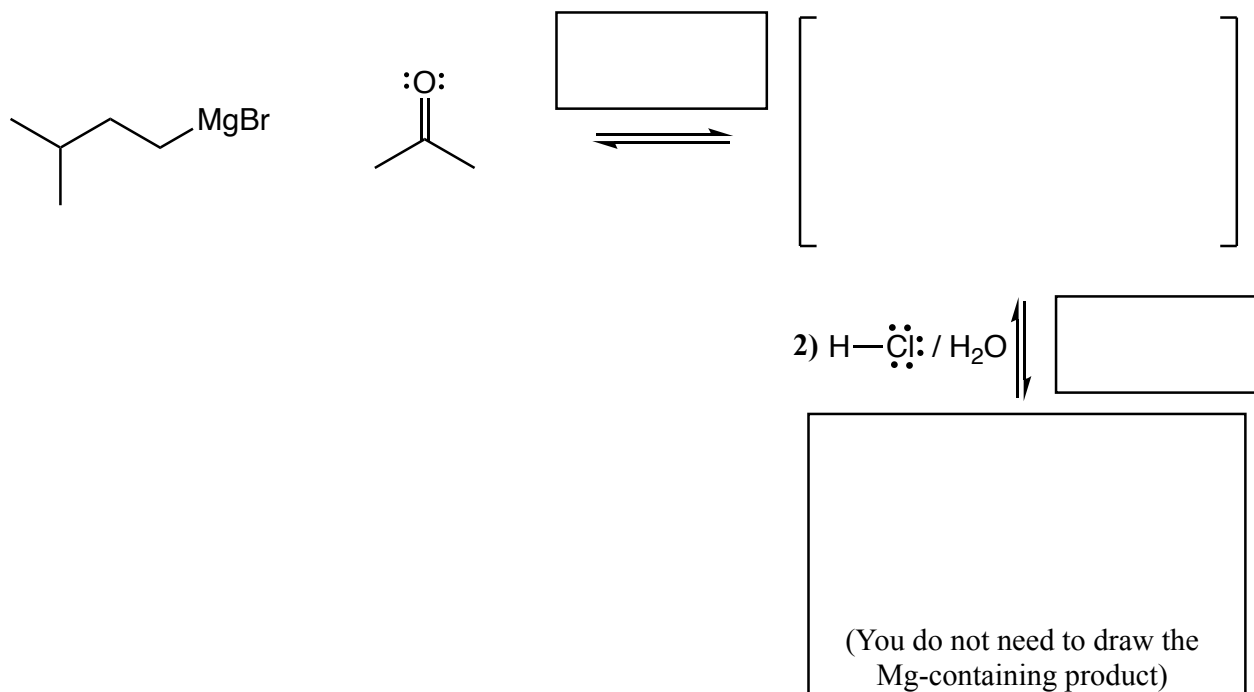 :O:
MgBr
2) H—Cl: / H₂O
(You do not need to draw the
Mg-containing product)